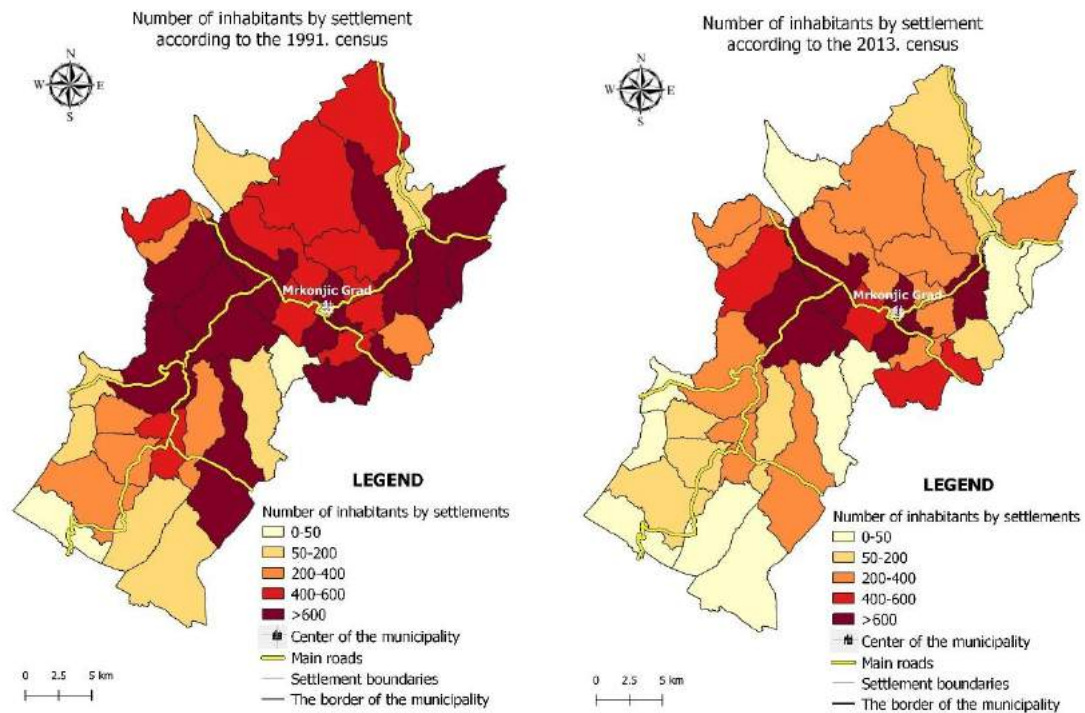 Number of inhabitants by settlement
according to the 1991. census
N
W E
S
Mrkonjic Grad
LEGEND
Number of inhabitants by settlements
0-50
50-200
200-400
400-600
>600
Center of the municipality
Main roads
Settlement boundaries
The border of the municipality
0 2.5 5 km
Number of inhabitants by settlement
according to the 2013. census
N
W E
S
Mrkonjic Grad
LEGEND
Number of inhabitants by settlements
0-50
50-200
200-400
400-600
>600
Center of the municipality
Main roads
Settlement boundaries
The border of the municipality
0 2.5 5 km